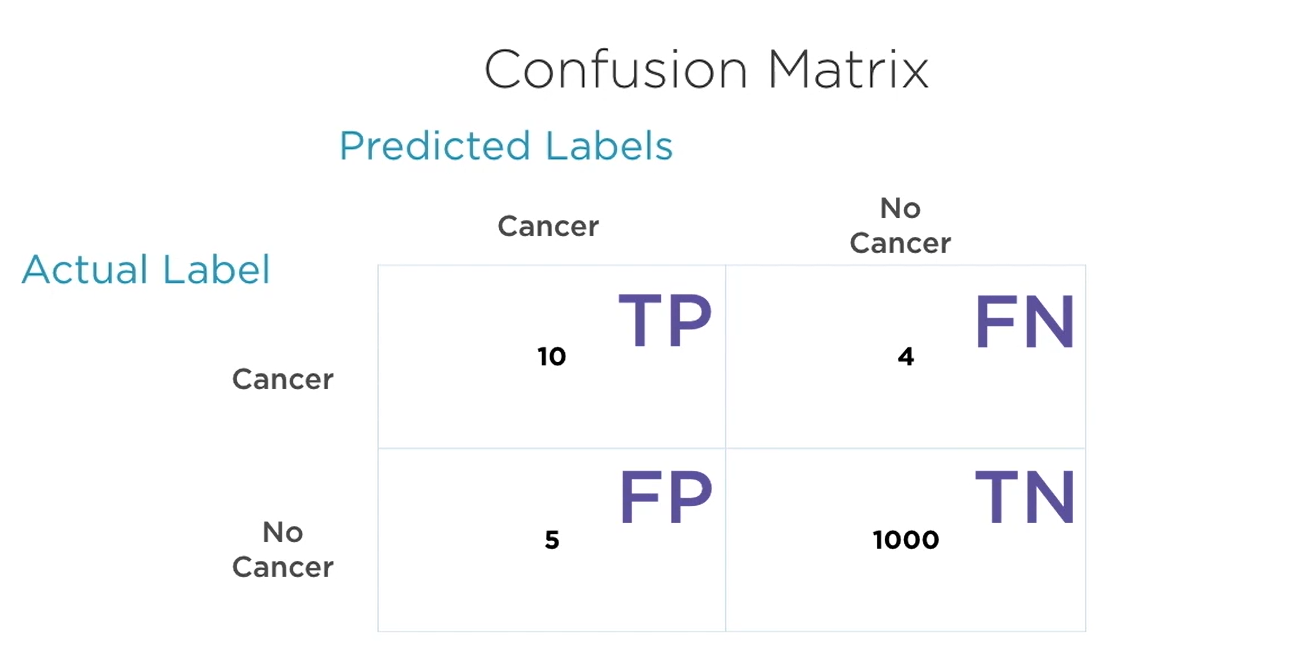 Confusion Matrix
Predicted Labels
Cancer
No
Cancer
Actual Label
Cancer
10
TP
4
FN
No
Cancer
5
FP
1000
TN